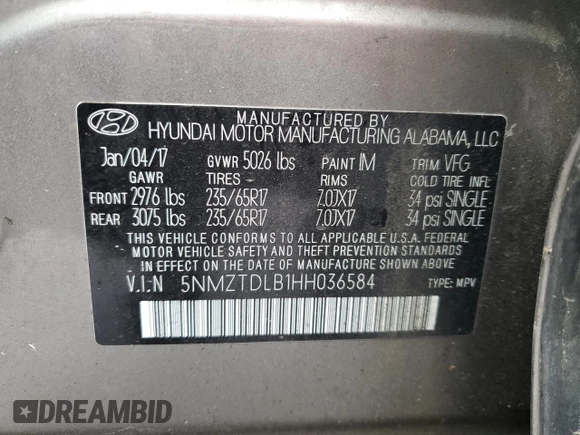 MANUFACTURED BY
HYUNDAI MOTOR MANUFACTURING ALABAMA, LLC
Jan/04/17 GVWR 5026 lbs PAINT IM TRIM VFG
GAWR TIRES RIMS COLD TIRE INFL
FRONT 2976 lbs 235/65R17 7.0JX17 34 psi SINGLE
REAR 3075 lbs 235/65R17 7.0JX17 34 psi SINGLE
THIS VEHICLE CONFORMS TO ALL APPLICABLE U.S.A. FEDERAL
MOTOR VEHICLE SAFETY AND THEFT PREVENTION STANDARDS
IN EFFECT ON THE DATE OF MANUFACTURE SHOWN ABOVE.
V.I.N 5NMZTDLB1HH036584 TYPE: MPV
DREAMBID